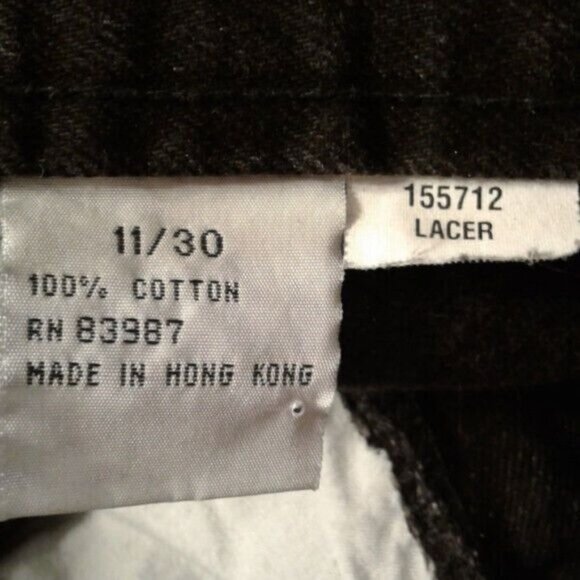 11/30
100% COTTON
RN 83987
MADE IN HONG KONG
155712
LACER